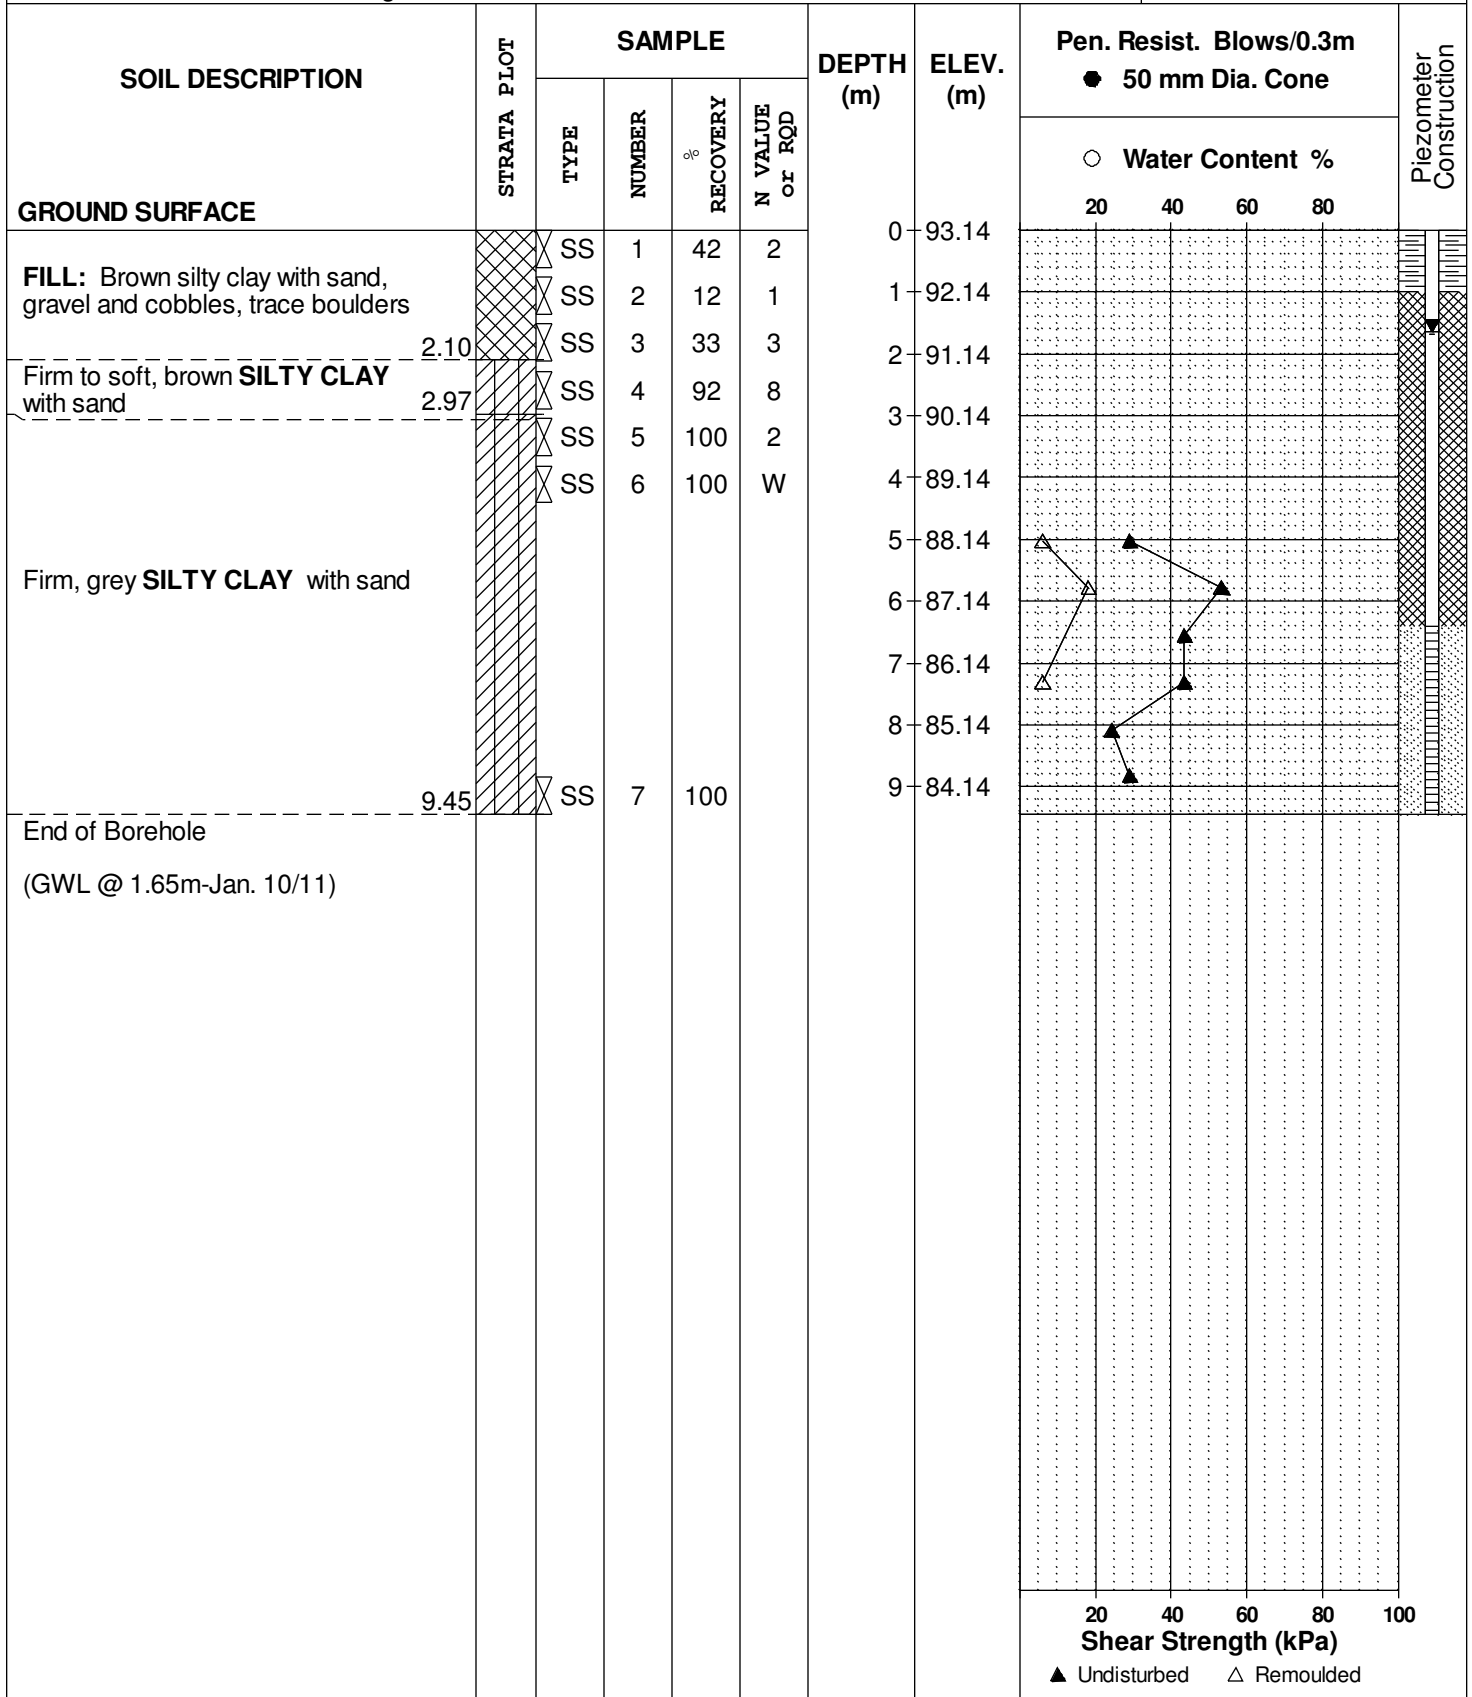 SOIL DESCRIPTION
STRATA PLOT
SAMPLE
TYPE
NUMBER
%
RECOVERY
N VALUE
or RQD
DEPTH
(m)
ELEV.
(m)
Pen. Resist. Blows/0.3m
● 50 mm Dia. Cone
○ Water Content %
20 40 60 80
Piezometer
Construction
GROUND SURFACE
0 93.14
SS 1 42 2
FILL: Brown silty clay with sand,
gravel and cobbles, trace boulders
SS 2 12 1
1 92.14
2.10
SS 3 33 3
2 91.14
Firm to soft, brown SILTY CLAY
with sand
2.97
SS 4 92 8
3 90.14
SS 5 100 2
SS 6 100 W
4 89.14
5 88.14
Firm, grey SILTY CLAY with sand
6 87.14
7 86.14
8 85.14
9 84.14
9.45
SS 7 100
End of Borehole
(GWL @ 1.65m-Jan. 10/11)
20 40 60 80 100
Shear Strength (kPa)
▲ Undisturbed △ Remoulded